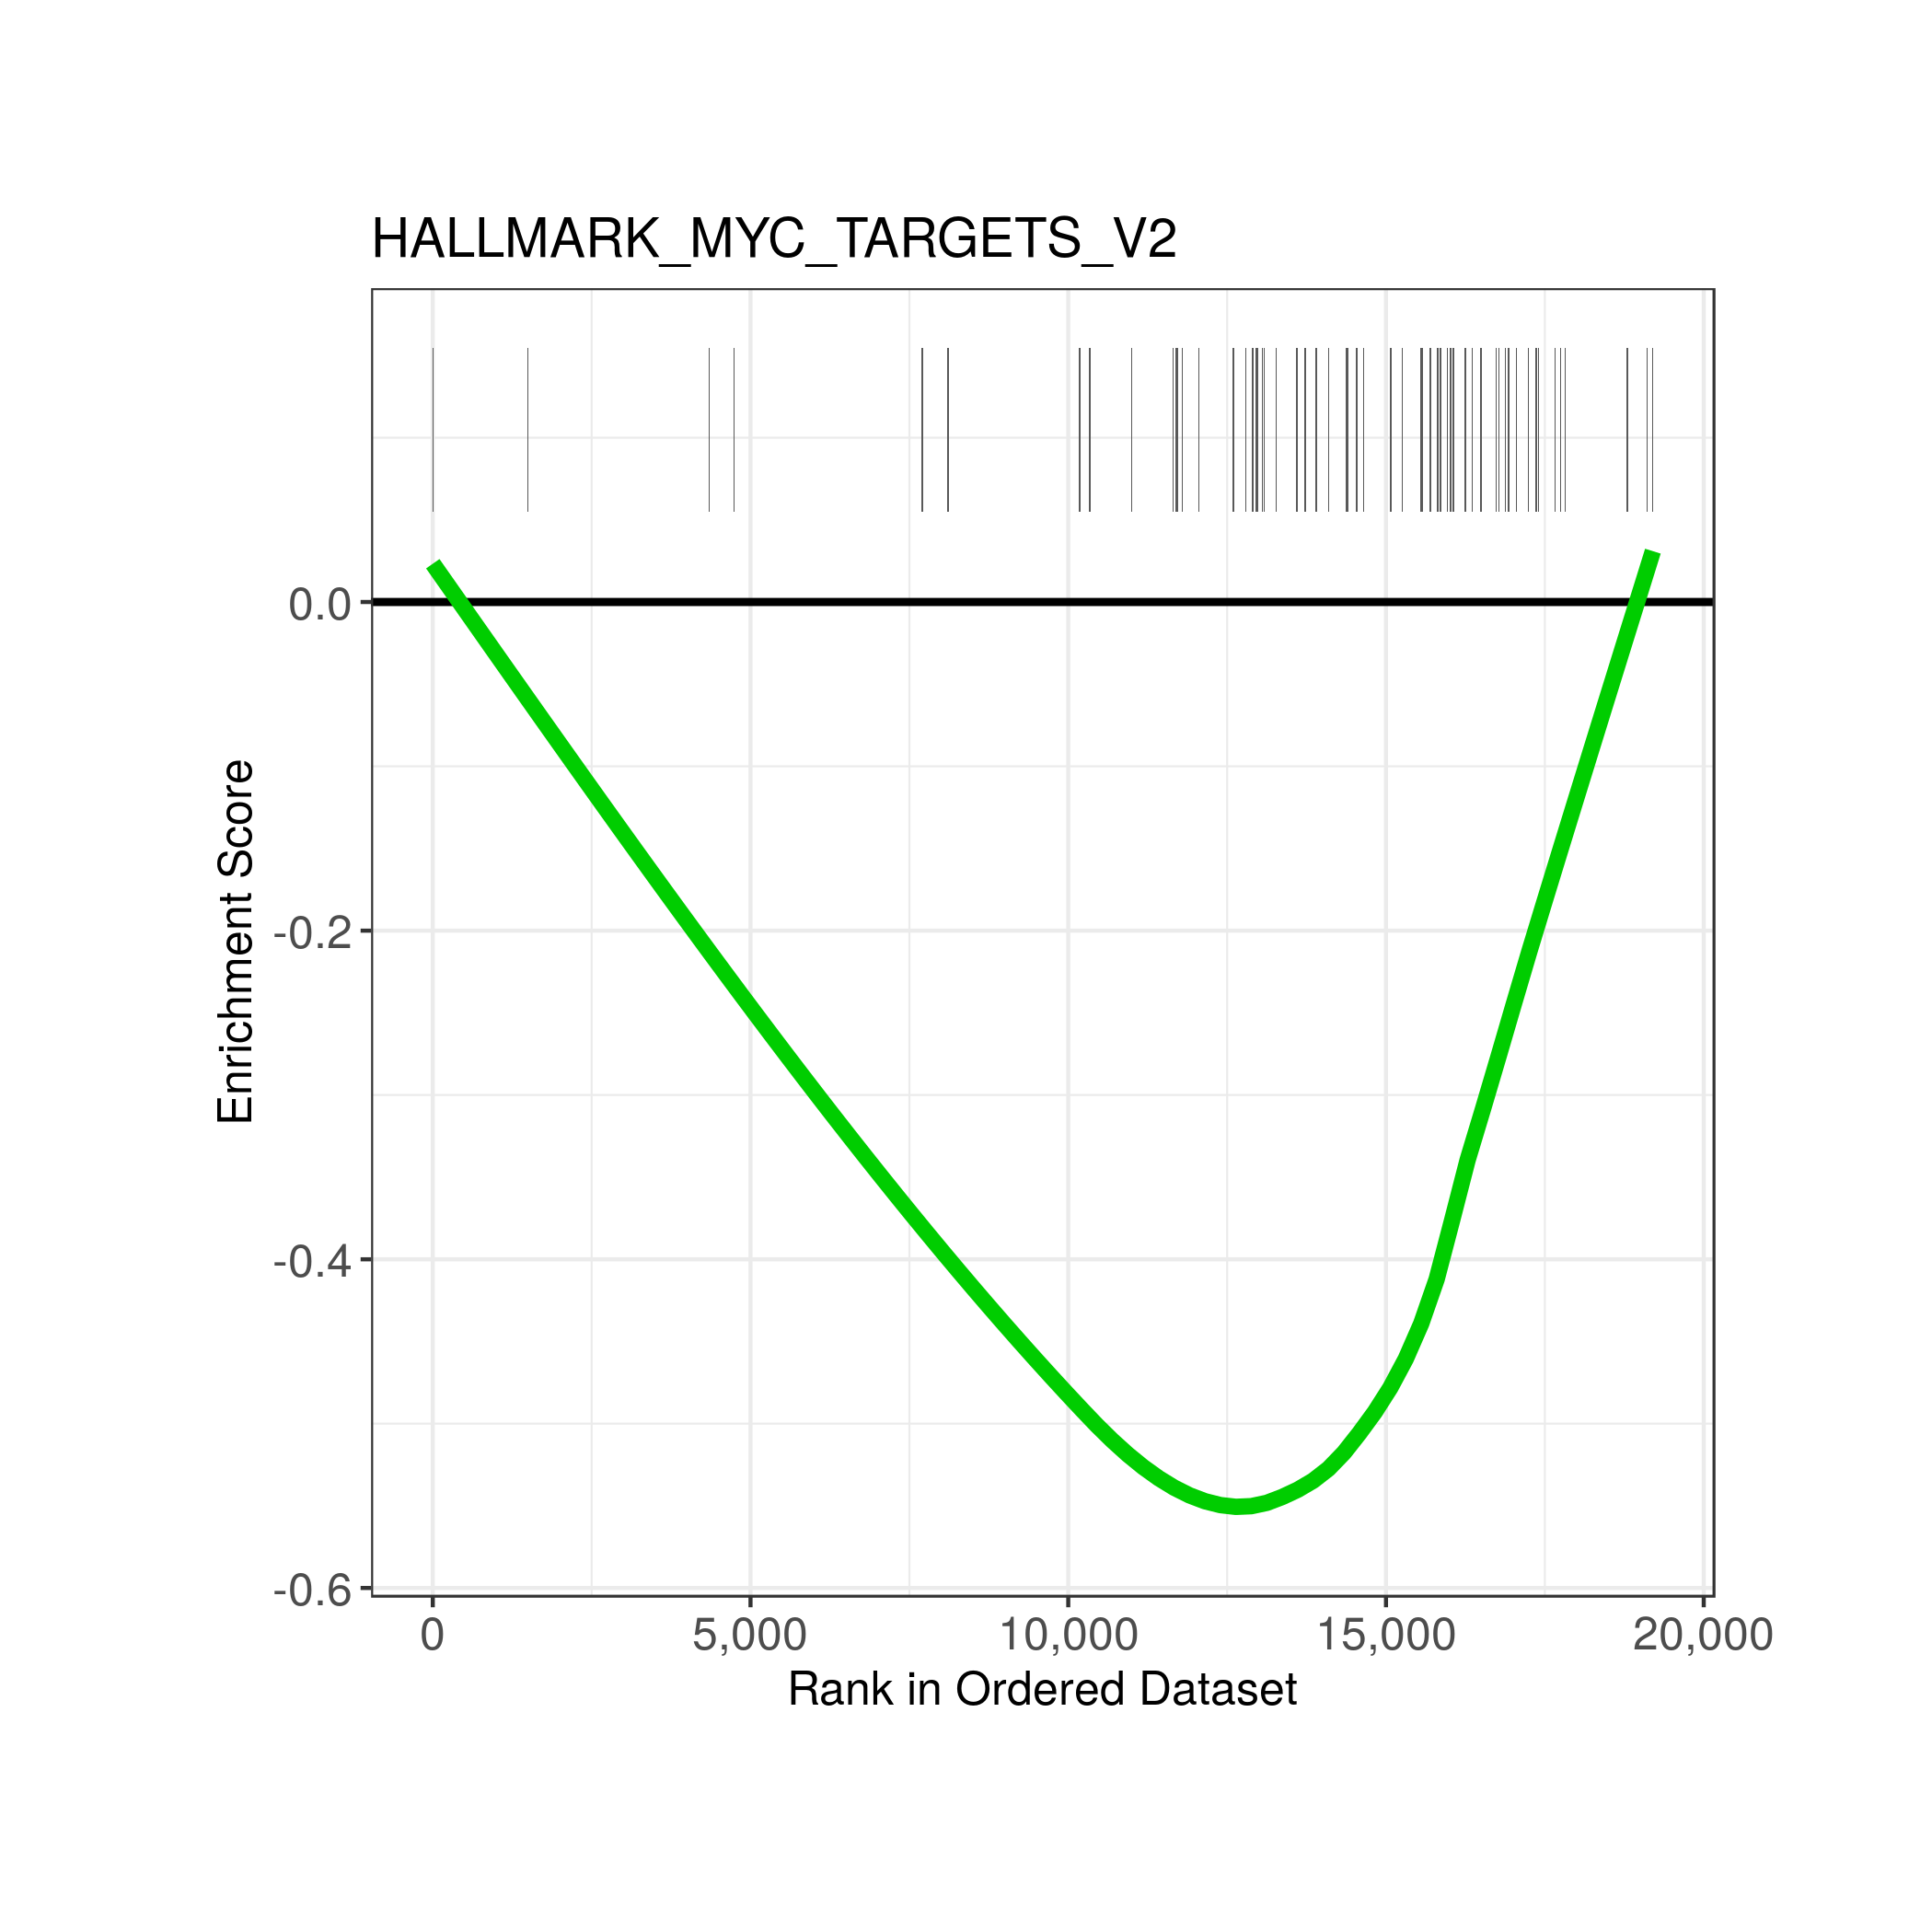 HALLMARK_MYC_TARGETS_V2
0.0
-0.2
-0.4
-0.6
Enrichment Score
0 5,000 10,000 15,000 20,000
Rank in Ordered Dataset